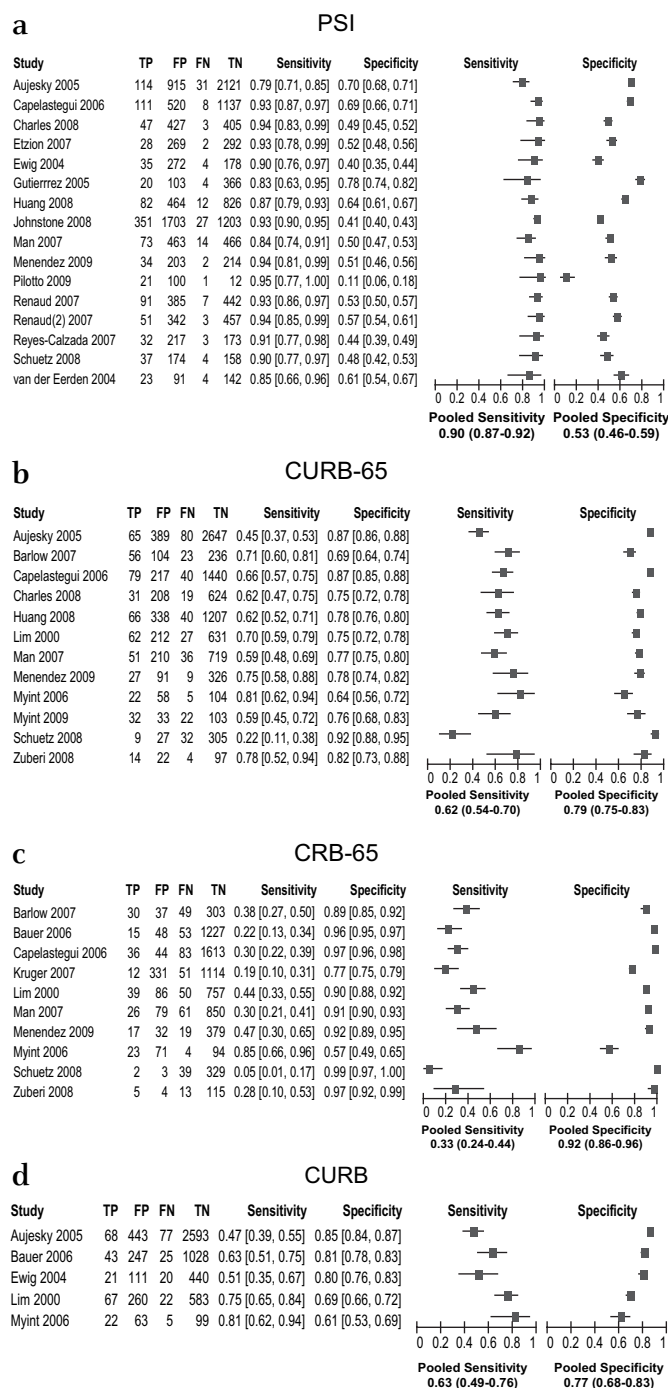 a PSI
Study TP FP FN TN Sensitivity Specificity Sensitivity Specificity
Aujesky 2005 114 915 31 2121 0.79 [0.71, 0.85] 0.70 [0.68, 0.71]
Capelastegui 2006 111 520 8 1137 0.93 [0.87, 0.97] 0.69 [0.66, 0.71]
Charles 2008 47 427 3 405 0.94 [0.83, 0.99] 0.49 [0.45, 0.52]
Etzion 2007 28 269 2 292 0.93 [0.78, 0.99] 0.52 [0.48, 0.56]
Ewig 2004 35 272 4 178 0.90 [0.76, 0.97] 0.40 [0.35, 0.44]
Gutierrrez 2005 20 103 4 366 0.83 [0.63, 0.95] 0.78 [0.74, 0.82]
Huang 2008 82 464 12 826 0.87 [0.79, 0.93] 0.64 [0.61, 0.67]
Johnstone 2008 351 1703 27 1203 0.93 [0.90, 0.95] 0.41 [0.40, 0.43]
Man 2007 73 463 14 466 0.84 [0.74, 0.91] 0.50 [0.47, 0.53]
Menendez 2009 34 203 2 214 0.94 [0.81, 0.99] 0.51 [0.46, 0.56]
Pilotto 2009 21 100 1 12 0.95 [0.77, 1.00] 0.11 [0.06, 0.18]
Renaud 2007 91 385 7 442 0.93 [0.86, 0.97] 0.53 [0.50, 0.57]
Renaud(2) 2007 51 342 3 457 0.94 [0.85, 0.99] 0.57 [0.54, 0.61]
Reyes-Calzada 2007 32 217 3 173 0.91 [0.77, 0.98] 0.44 [0.39, 0.49]
Schuetz 2008 37 174 4 158 0.90 [0.77, 0.97] 0.48 [0.42, 0.53]
van der Eerden 2004 23 91 4 142 0.85 [0.66, 0.96] 0.61 [0.54, 0.67]
0 0.2 0.4 0.6 0.8 1 0 0.2 0.4 0.6 0.8 1
Pooled Sensitivity Pooled Specificity
0.90 (0.87-0.92) 0.53 (0.46-0.59)
b CURB-65
Study TP FP FN TN Sensitivity Specificity Sensitivity Specificity
Aujesky 2005 65 389 80 2647 0.45 [0.37, 0.53] 0.87 [0.86, 0.88]
Barlow 2007 56 104 23 236 0.71 [0.60, 0.81] 0.69 [0.64, 0.74]
Capelastegui 2006 79 217 40 1440 0.66 [0.57, 0.75] 0.87 [0.85, 0.88]
Charles 2008 31 208 19 624 0.62 [0.47, 0.75] 0.75 [0.72, 0.78]
Huang 2008 66 338 40 1207 0.62 [0.52, 0.71] 0.78 [0.76, 0.80]
Lim 2000 62 212 27 631 0.70 [0.59, 0.79] 0.75 [0.72, 0.78]
Man 2007 51 210 36 719 0.59 [0.48, 0.69] 0.77 [0.75, 0.80]
Menendez 2009 27 91 9 326 0.75 [0.58, 0.88] 0.78 [0.74, 0.82]
Myint 2006 22 58 5 104 0.81 [0.62, 0.94] 0.64 [0.56, 0.72]
Myint 2009 32 33 22 103 0.59 [0.45, 0.72] 0.76 [0.68, 0.83]
Schuetz 2008 9 27 32 305 0.22 [0.11, 0.38] 0.92 [0.88, 0.95]
Zuberi 2008 14 22 4 97 0.78 [0.52, 0.94] 0.82 [0.73, 0.88]
0 0.2 0.4 0.6 0.8 1 0 0.2 0.4 0.6 0.8 1
Pooled Sensitivity Pooled Specificity
0.62 (0.54-0.70) 0.79 (0.75-0.83)
c CRB-65
Study TP FP FN TN Sensitivity Specificity Sensitivity Specificity
Barlow 2007 30 37 49 303 0.38 [0.27, 0.50] 0.89 [0.85, 0.92]
Bauer 2006 15 48 53 1227 0.22 [0.13, 0.34] 0.96 [0.95, 0.97]
Capelastegui 2006 36 44 83 1613 0.30 [0.22, 0.39] 0.97 [0.96, 0.98]
Kruger 2007 12 331 51 1114 0.19 [0.10, 0.31] 0.77 [0.75, 0.79]
Lim 2000 39 86 50 757 0.44 [0.33, 0.55] 0.90 [0.88, 0.92]
Man 2007 26 79 61 850 0.30 [0.21, 0.41] 0.91 [0.90, 0.93]
Menendez 2009 17 32 19 379 0.47 [0.30, 0.65] 0.92 [0.89, 0.95]
Myint 2006 23 71 4 94 0.85 [0.66, 0.96] 0.57 [0.49, 0.65]
Schuetz 2008 2 3 39 329 0.05 [0.01, 0.17] 0.99 [0.97, 1.00]
Zuberi 2008 5 4 13 115 0.28 [0.10, 0.53] 0.97 [0.92, 0.99]
0 0.2 0.4 0.6 0.8 1 0 0.2 0.4 0.6 0.8 1
Pooled Sensitivity Pooled Specificity
0.33 (0.24-0.44) 0.92 (0.86-0.96)
d CURB
Study TP FP FN TN Sensitivity Specificity Sensitivity Specificity
Aujesky 2005 68 443 77 2593 0.47 [0.39, 0.55] 0.85 [0.84, 0.87]
Bauer 2006 43 247 25 1028 0.63 [0.51, 0.75] 0.81 [0.78, 0.83]
Ewig 2004 21 111 20 440 0.51 [0.35, 0.67] 0.80 [0.76, 0.83]
Lim 2000 67 260 22 583 0.75 [0.65, 0.84] 0.69 [0.66, 0.72]
Myint 2006 22 63 5 99 0.81 [0.62, 0.94] 0.61 [0.53, 0.69]
0 0.2 0.4 0.6 0.8 1 0 0.2 0.4 0.6 0.8 1
Pooled Sensitivity Pooled Specificity
0.63 (0.49-0.76) 0.77 (0.68-0.83)